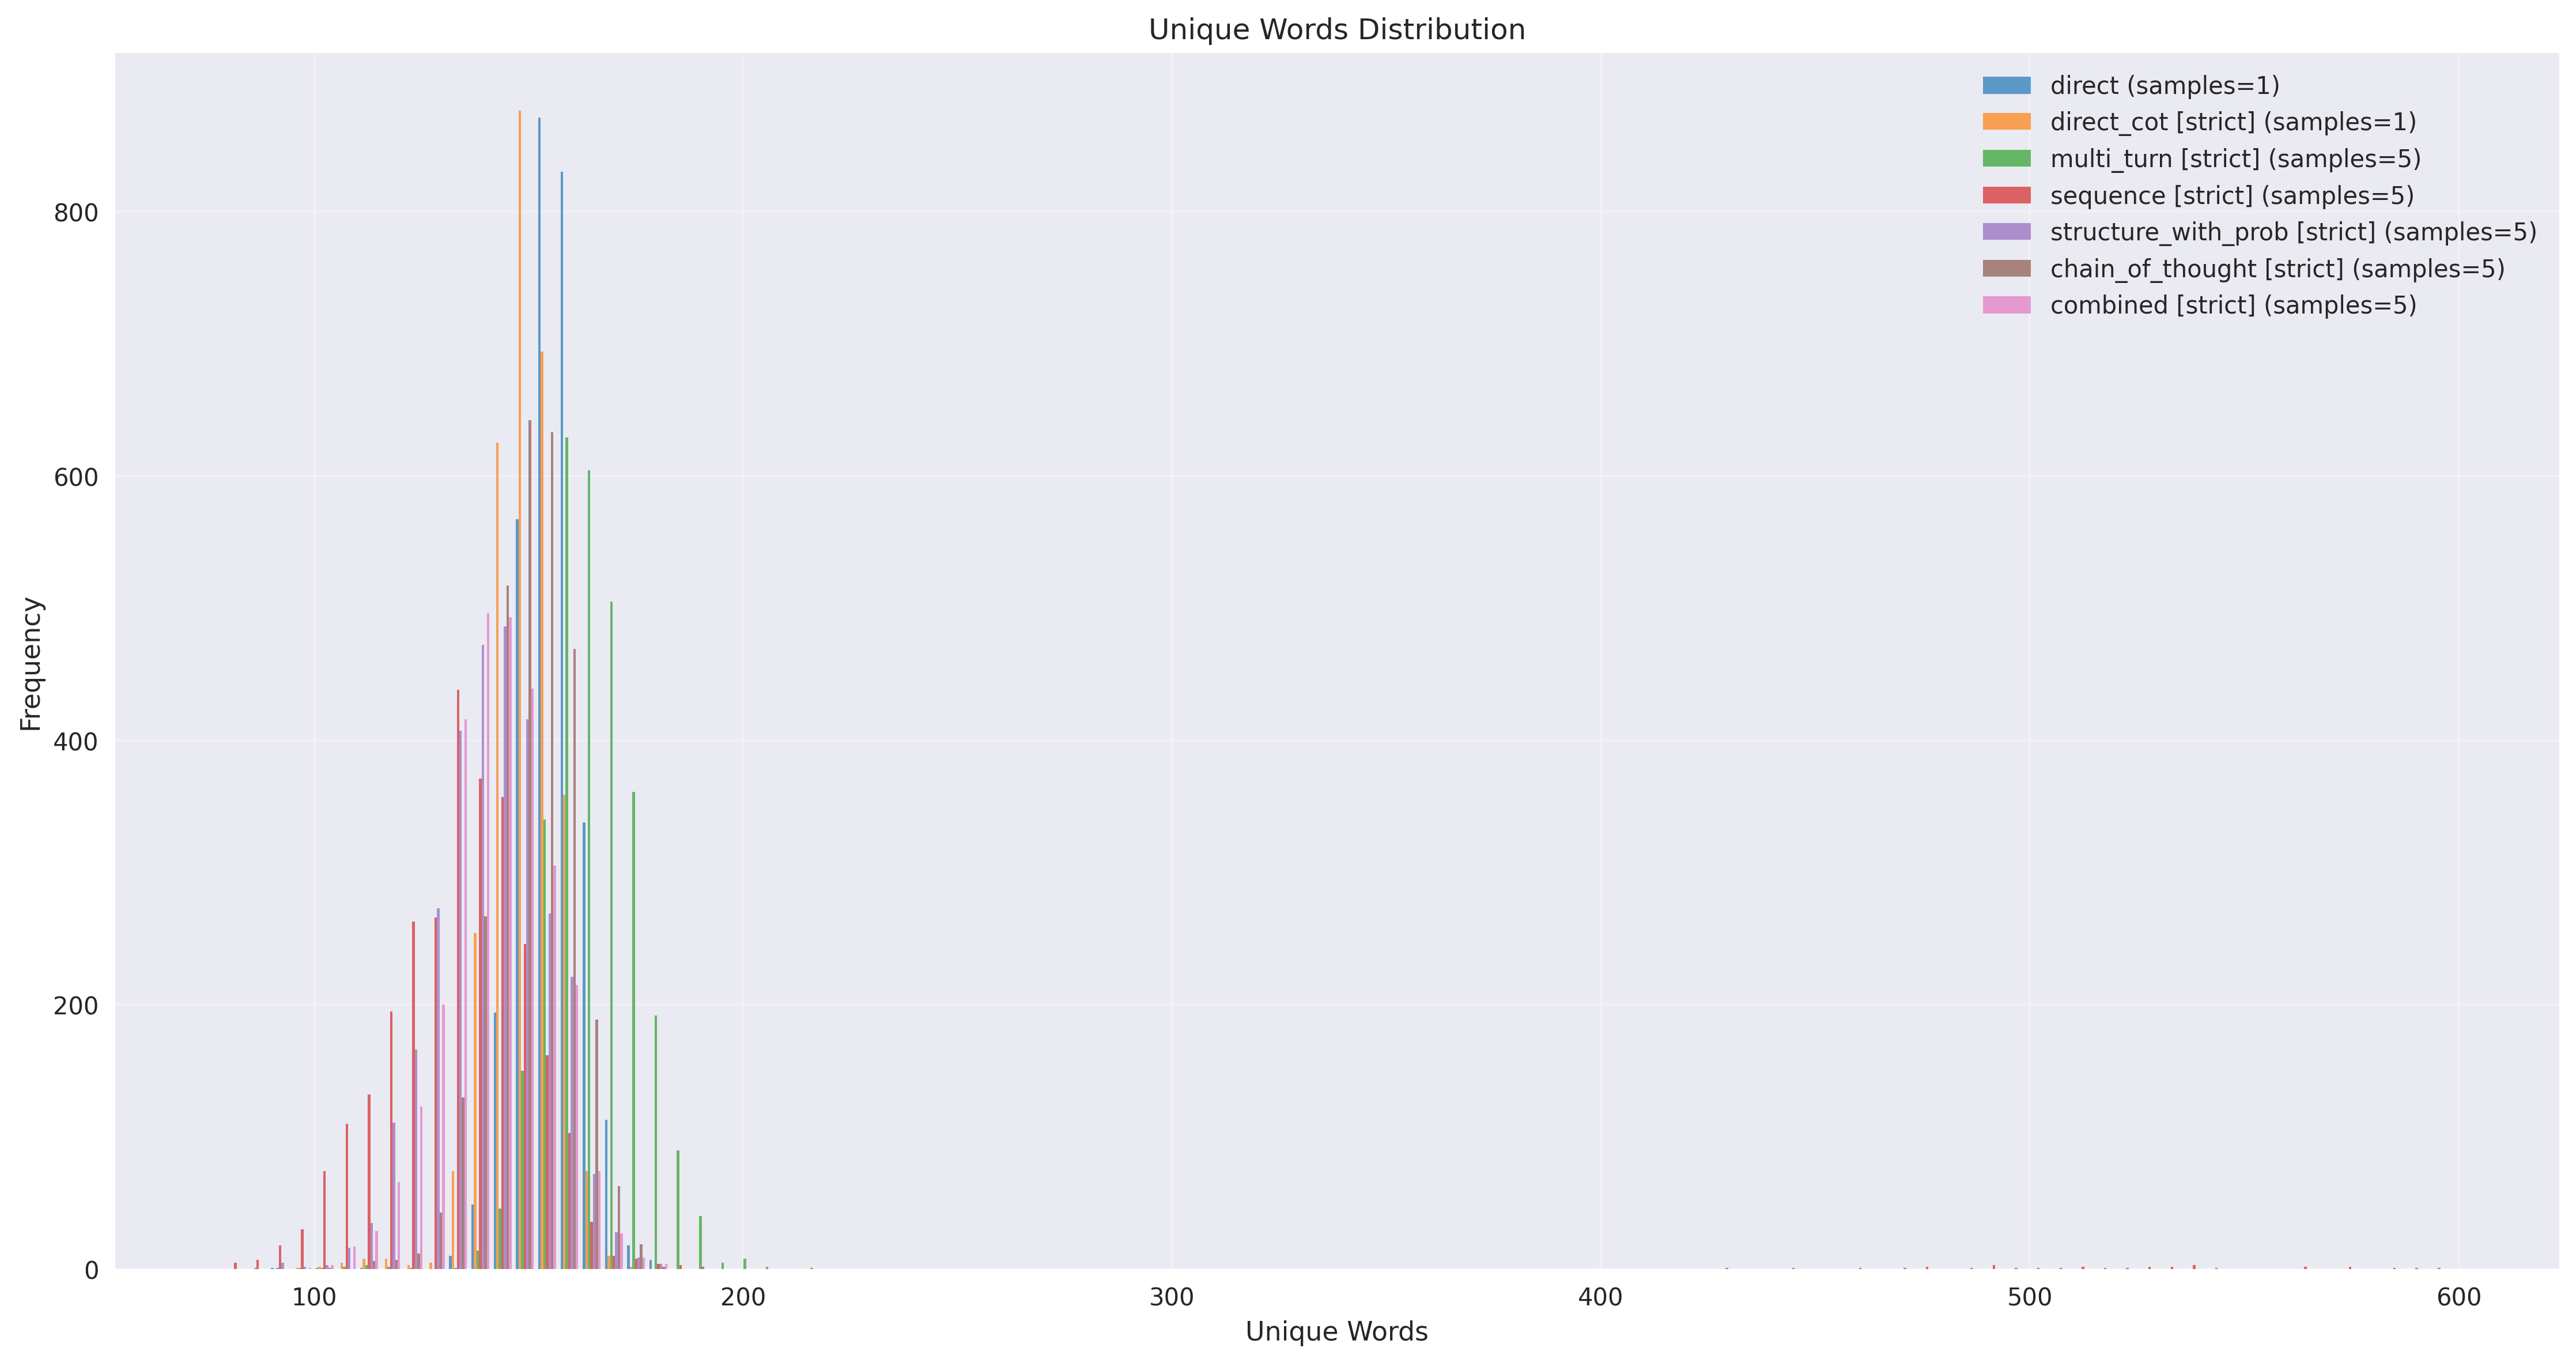 Unique Words Distribution
direct (samples=1)
direct_cot [strict] (samples=1)
multi_turn [strict] (samples=5)
sequence [strict] (samples=5)
structure_with_prob [strict] (samples=5)
chain_of_thought [strict] (samples=5)
combined [strict] (samples=5)
Frequency
800
600
400
200
0
100 200 300 400 500 600
Unique Words